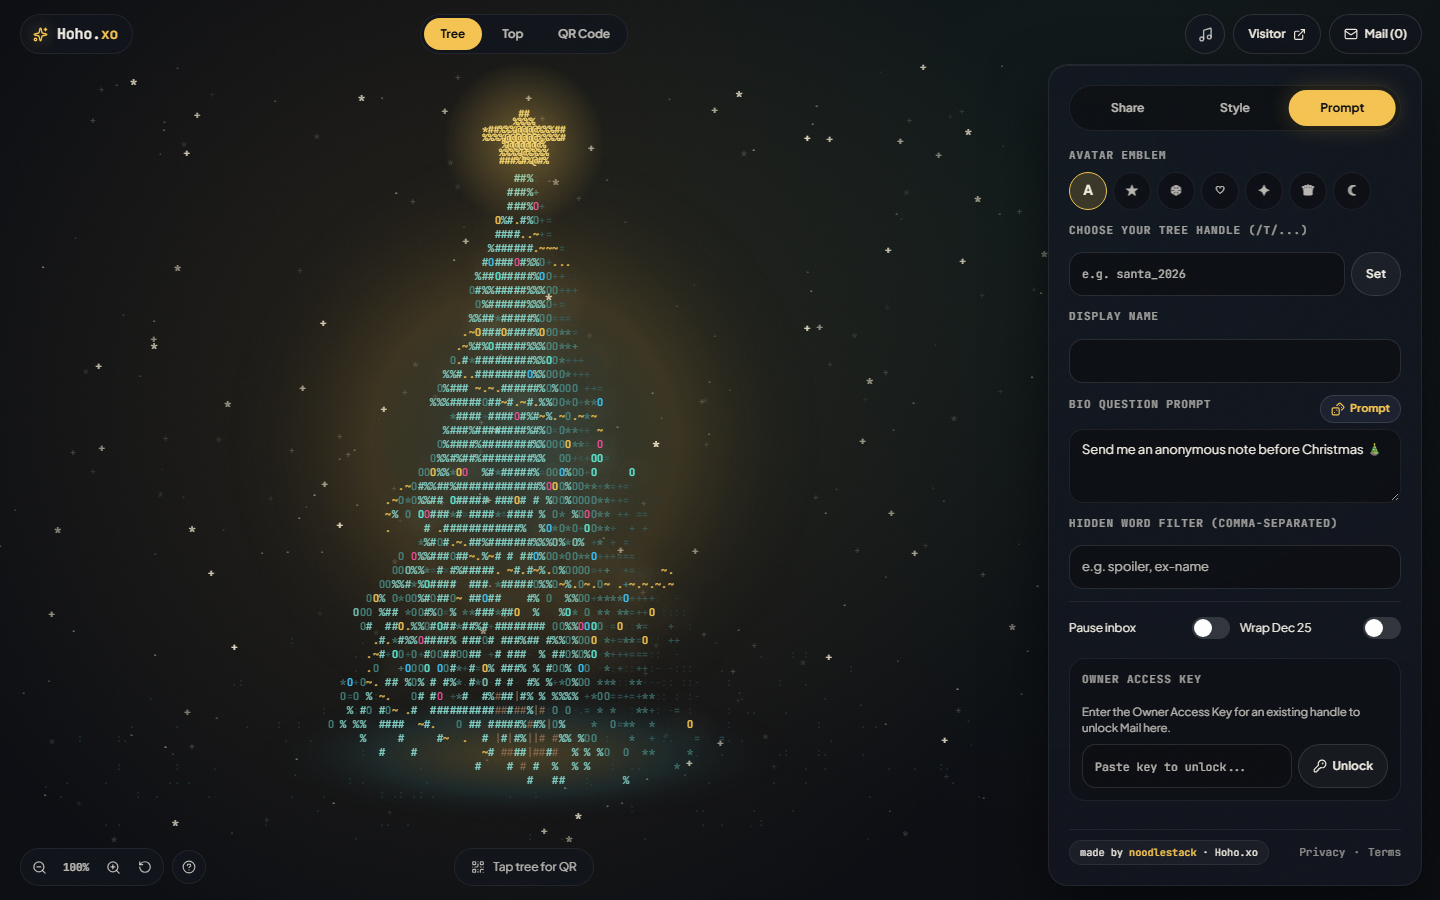 Hoho.xo
Tree
Top
QR Code
Visitor
Mail (0)
Share
Style
Prompt
AVATAR EMBLEM
A
CHOOSE YOUR TREE HANDLE (/T/...)
e.g. santa_2026
Set
DISPLAY NAME
BIO QUESTION PROMPT
Prompt
Send me an anonymous note before Christmas 🎄
HIDDEN WORD FILTER (COMMA-SEPARATED)
e.g. spoiler, ex-name
Pause inbox
Wrap Dec 25
OWNER ACCESS KEY
Enter the Owner Access Key for an existing handle to
unlock Mail here.
Paste key to unlock...
Unlock
100%
Tap tree for QR
made by noodlestack · Hoho.xo
Privacy · Terms